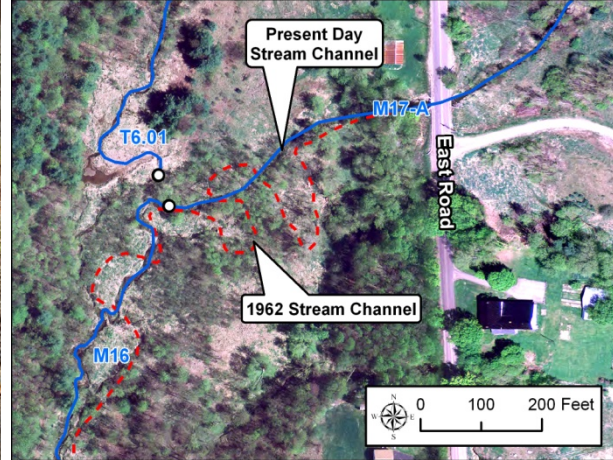 Present Day
Stream Channel
M17-A
T6.01
East Road
1962 Stream Channel
M16
N
W E
S
0 100 200 Feet